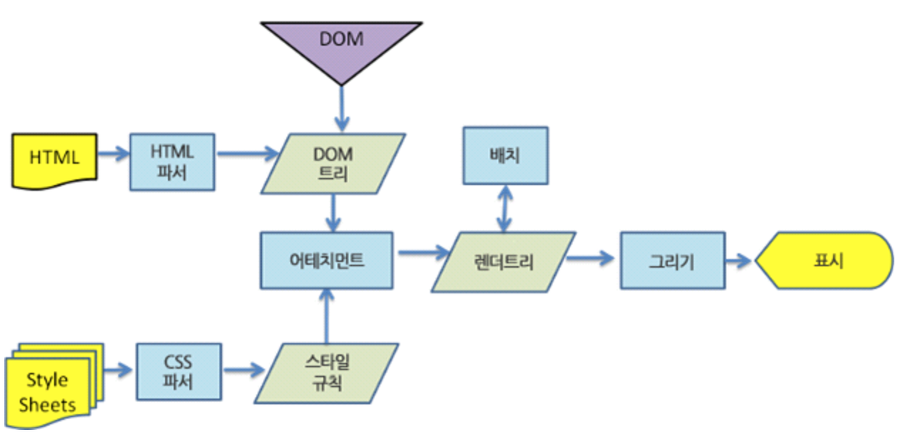 DOM
HTML
HTML
파서
DOM
트리
배치
어테치먼트
렌더트리
그리기
표시
Style
Sheets
CSS
파서
스타일
규칙